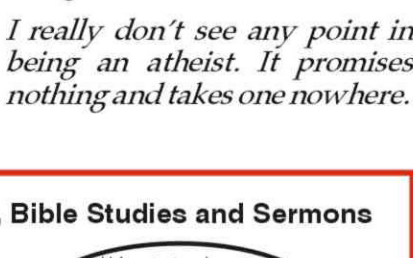 I really don't see any point in
being an atheist. It promises
nothing and takes one nowhere.
, Bible Studies and Sermons